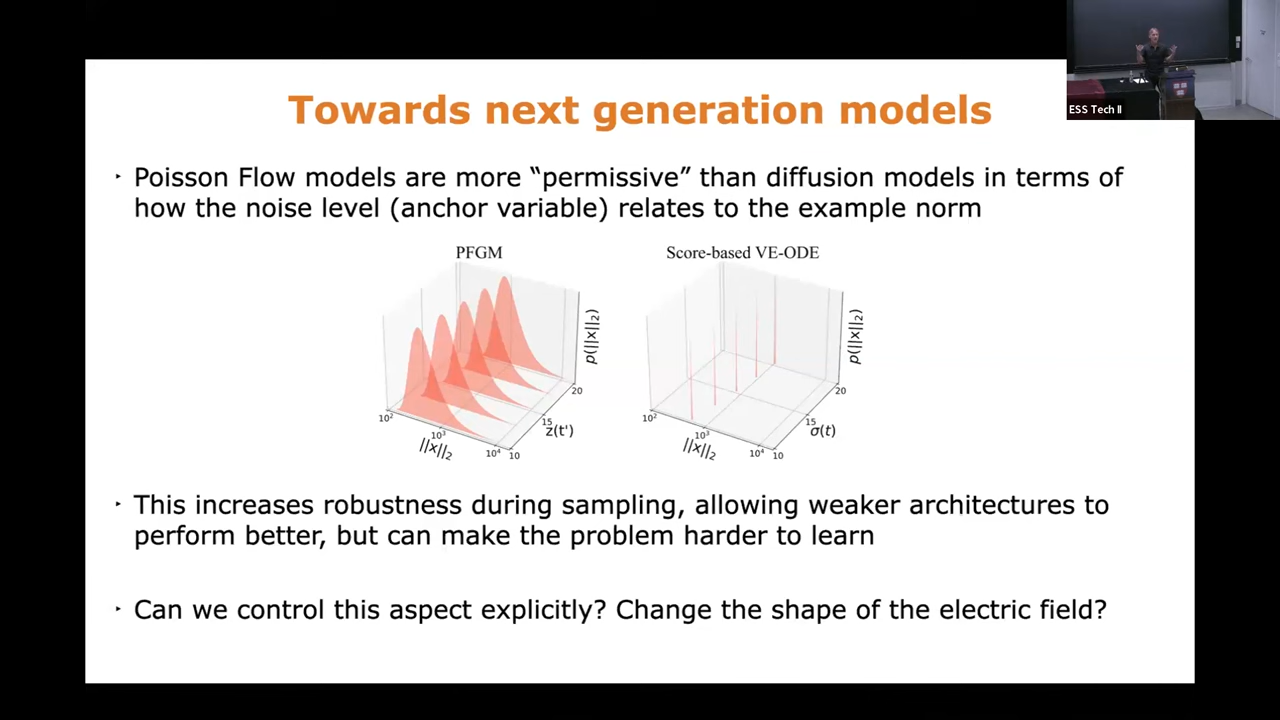 ESS Tech II
Towards next generation models
‣ Poisson Flow models are more “permissive” than diffusion models in terms of
how the noise level (anchor variable) relates to the example norm
PFGM
p(||x||₂)
10²
10³
10⁴
||x||₂
10
15
20
z(t')
Score-based VE-ODE
p(||x||₂)
10²
10³
10⁴
||x||₂
10
15
20
σ(t)
‣ This increases robustness during sampling, allowing weaker architectures to
perform better, but can make the problem harder to learn
‣ Can we control this aspect explicitly? Change the shape of the electric field?